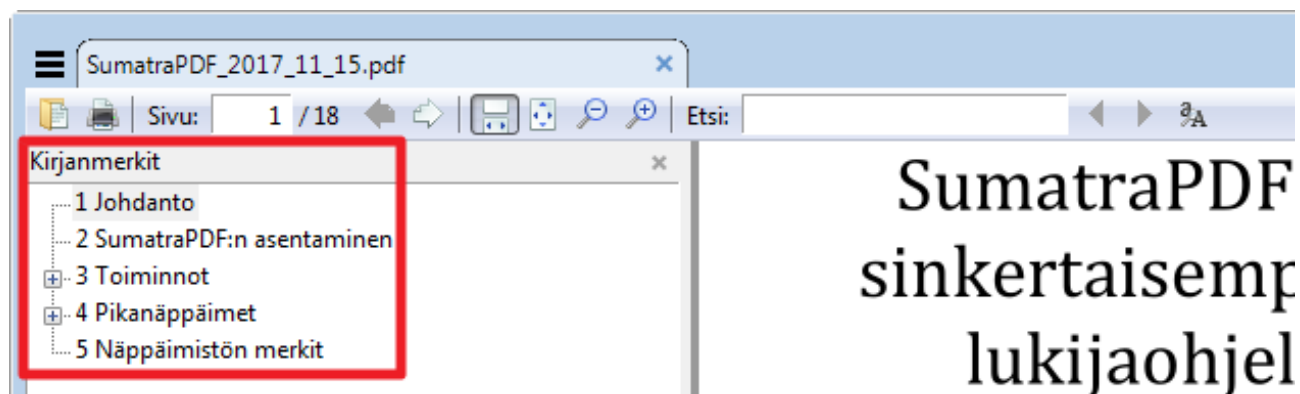 SumatraPDF_2017_11_15.pdf
Sivu: 1 / 18 Etsi:
Kirjanmerkit
1 Johdanto
2 SumatraPDF:n asentaminen
3 Toiminnot
4 Pikanäppäimet
5 Näppäimistön merkit
SumatraPDF
sinkertaisemp
lukijaohjel